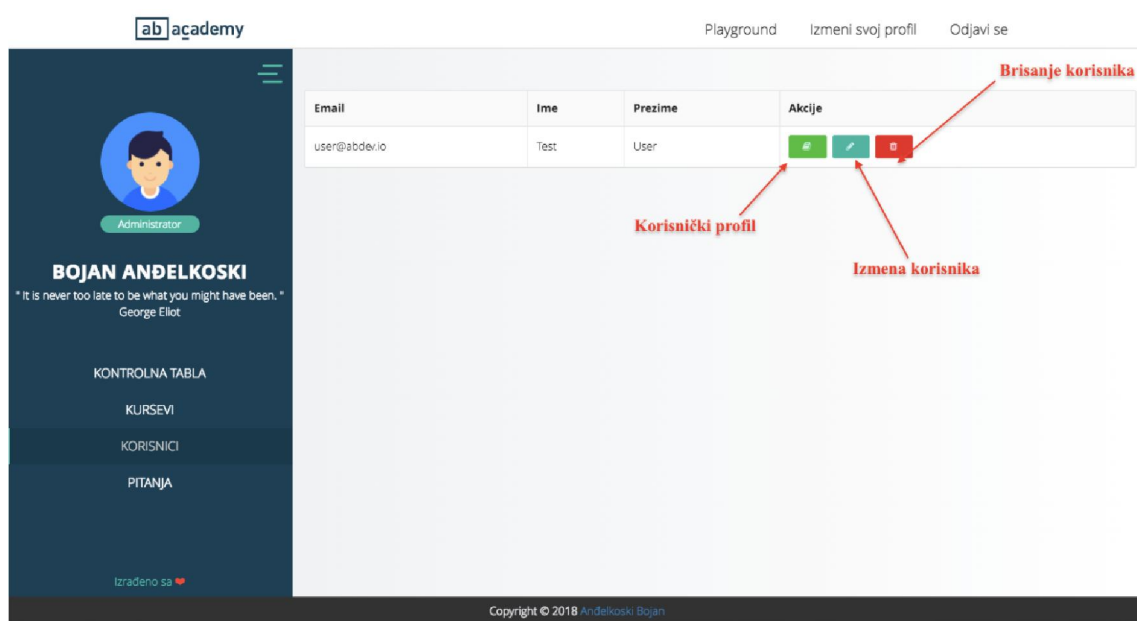 ab academy
Playground Izmeni svoj profil Odjavi se
Brisanje korisnika
Email Ime Prezime Akcije
user@abdev.io Test User
Korisnički profil
Izmena korisnika
Administrator
BOJAN ANĐELKOSKI
" It is never too late to be what you might have been. "
George Eliot
KONTROLNA TABLA
KURSEVI
KORISNICI
PITANJA
Izrađeno sa
Copyright © 2018 Anđelkoski Bojan